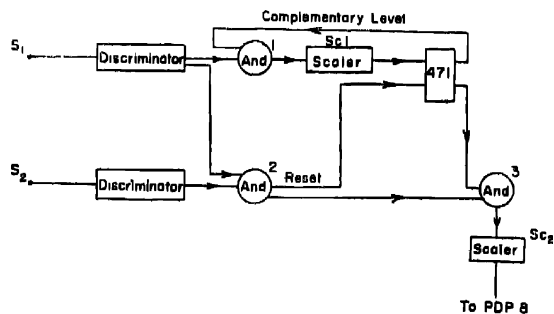 Complementary Level
S1
Discriminator
And
1
Sc1
Scaler
471
S2
Discriminator
And
2
Reset
And
3
Sc2
Scaler
To PDP 8